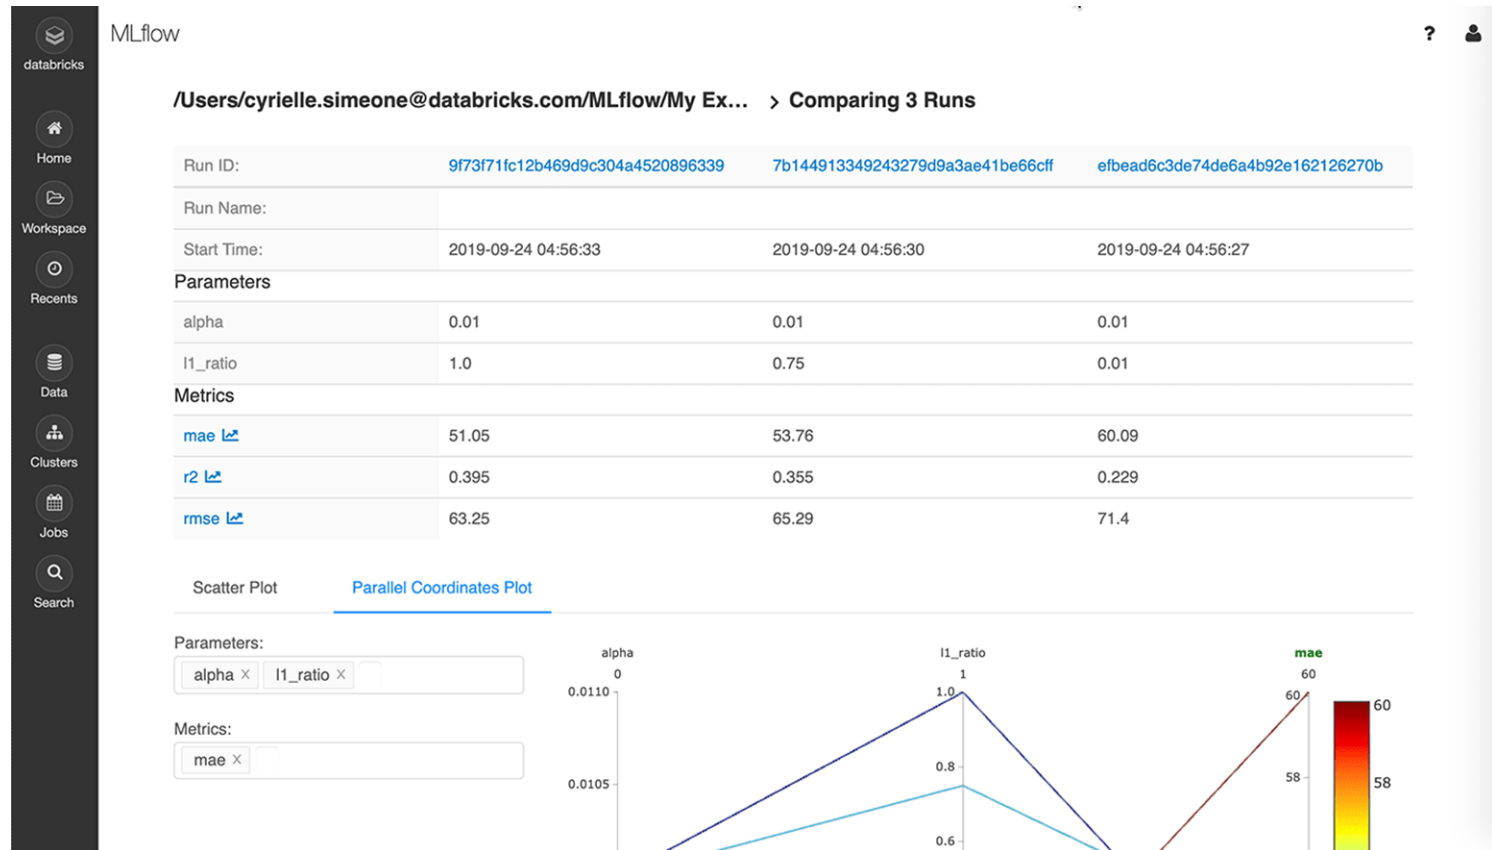 databricks
MLflow
?
/Users/cyrielle.simeone@databricks.com/MLflow/My Ex... > Comparing 3 Runs
Home
Workspace
Recents
Data
Clusters
Jobs
Search
Run ID: 9f73f71fc12b469d9c304a4520896339 7b144913349243279d9a3ae41be66cff efbead6c3de74de6a4b92e162126270b
Run Name:
Start Time: 2019-09-24 04:56:33 2019-09-24 04:56:30 2019-09-24 04:56:27
Parameters
alpha 0.01 0.01 0.01
l1_ratio 1.0 0.75 0.01
Metrics
mae 51.05 53.76 60.09
r2 0.395 0.355 0.229
rmse 63.25 65.29 71.4
Scatter Plot Parallel Coordinates Plot
Parameters:
alpha x l1_ratio x
Metrics:
mae x
alpha l1_ratio mae
0 1 60
0.0110 1.0 60 60
0.8 58 58
0.0105
0.6